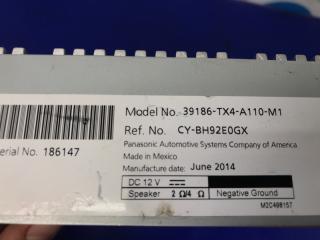 Model No. 39186-TX4-A110-M1
Ref. No. CY-BH92E0GX
Panasonic Automotive Systems Company of America
erial No. 186147
Made in Mexico
Manufacture date: June 2014
DC 12 V
Speaker 2 Ω/4 Ω Negative Ground
M2C498157